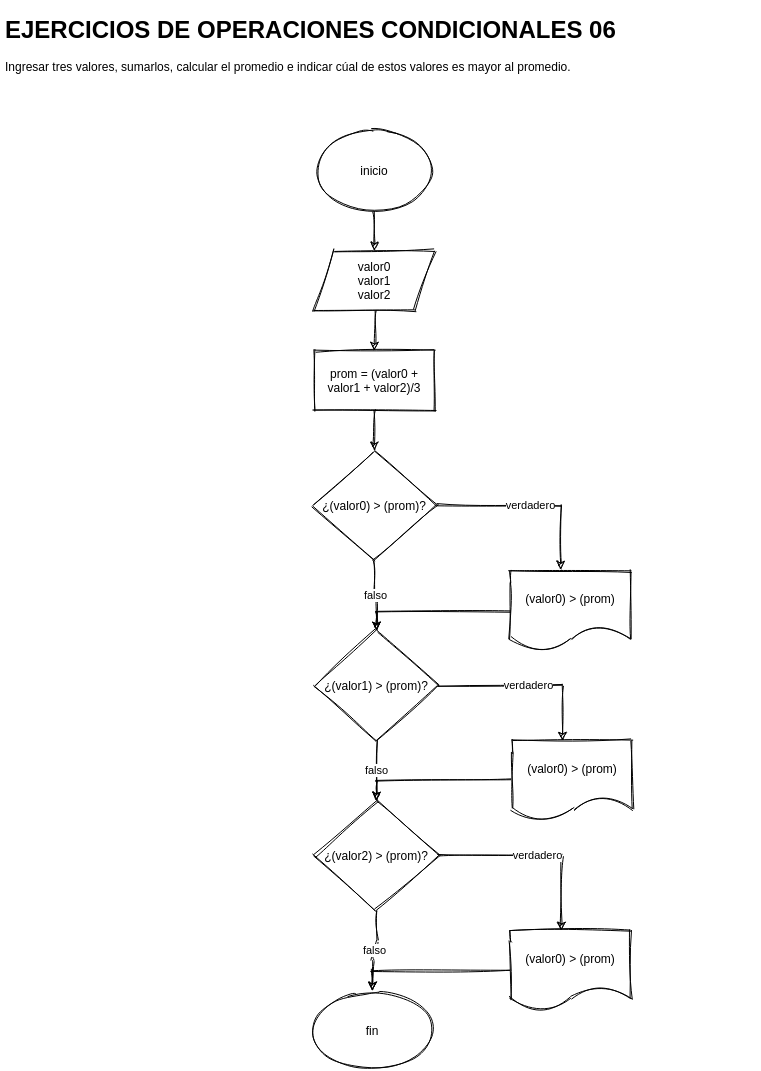 EJERCICIOS DE OPERACIONES CONDICIONALES 06
Ingresar tres valores, sumarlos, calcular el promedio e indicar cúal de estos valores es mayor al promedio.
inicio
valor0
valor1
valor2
prom = (valor0 +
valor1 + valor2)/3
¿(valor0) > (prom)?
verdadero
falso
(valor0) > (prom)
¿(valor1) > (prom)?
verdadero
falso
(valor0) > (prom)
¿(valor2) > (prom)?
verdadero
falso
(valor0) > (prom)
fin